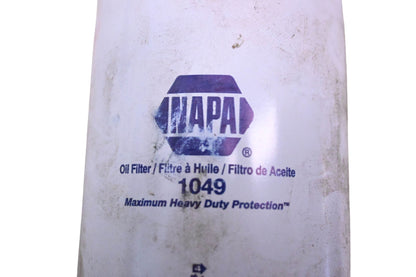 NAPA
®
Oil Filter / Filtre à Huile / Filtro de Aceite
1049
Maximum Heavy Duty Protection™